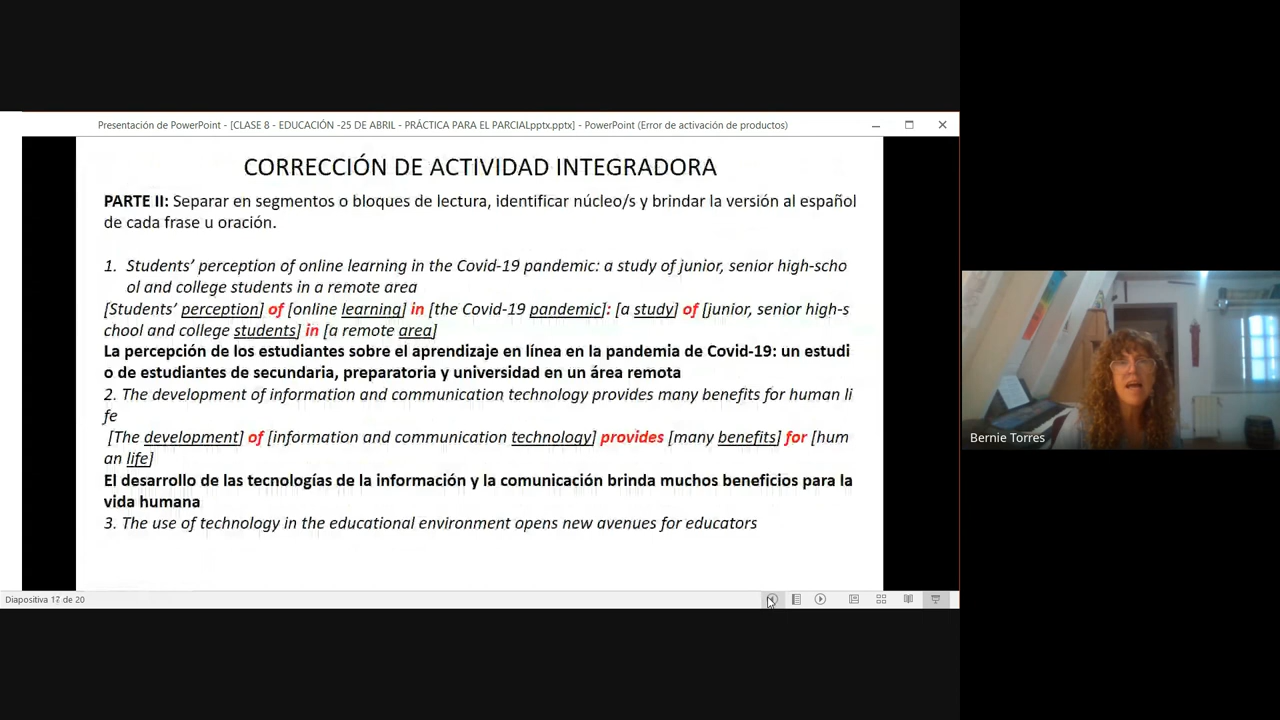 Presentación de PowerPoint - [CLASE 8 - EDUCACIÓN -25 DE ABRIL - PRÁCTICA PARA EL PARCIALpptx.pptx] - PowerPoint (Error de activación de productos)
CORRECCIÓN DE ACTIVIDAD INTEGRADORA
PARTE II: Separar en segmentos o bloques de lectura, identificar núcleo/s y brindar la versión al español
de cada frase u oración.
1. Students’ perception of online learning in the Covid-19 pandemic: a study of junior, senior high-scho
ol and college students in a remote area
[Students’ perception] of [online learning] in [the Covid-19 pandemic]: [a study] of [junior, senior high-s
chool and college students] in [a remote area]
La percepción de los estudiantes sobre el aprendizaje en línea en la pandemia de Covid-19: un estudi
o de estudiantes de secundaria, preparatoria y universidad en un área remota
2. The development of information and communication technology provides many benefits for human li
fe
[The development] of [information and communication technology] provides [many benefits] for [hum
an life]
El desarrollo de las tecnologías de la información y la comunicación brinda muchos beneficios para la
vida humana
3. The use of technology in the educational environment opens new avenues for educators
Diapositiva 17 de 20
Bernie Torres